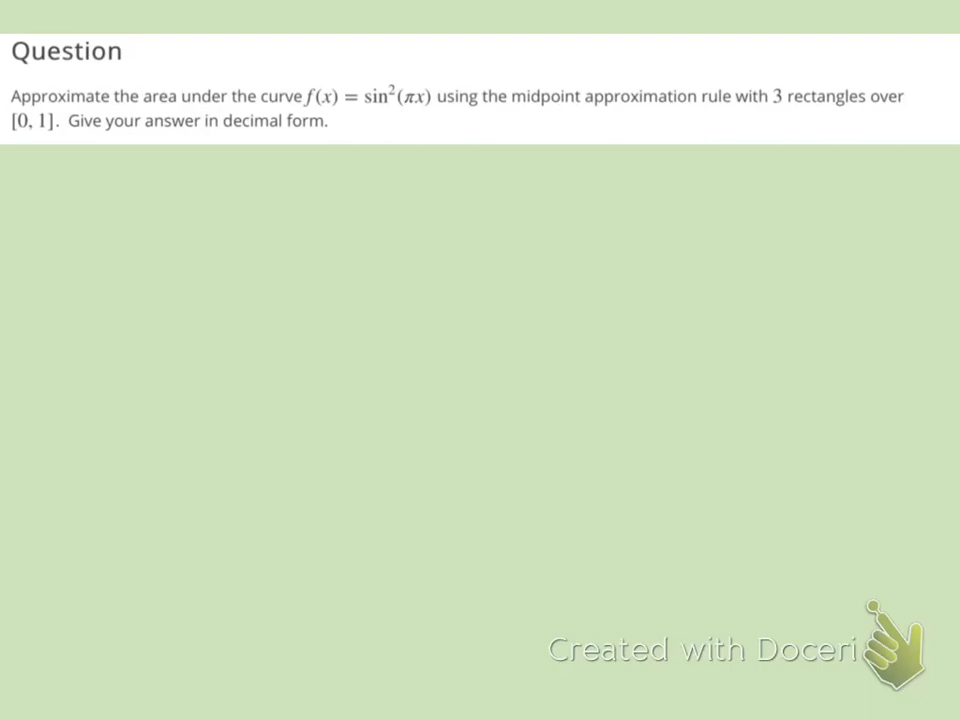 Question
Approximate the area under the curve f(x) = sin²(πx) using the midpoint approximation rule with 3 rectangles over
[0, 1]. Give your answer in decimal form.
Created with Doceri